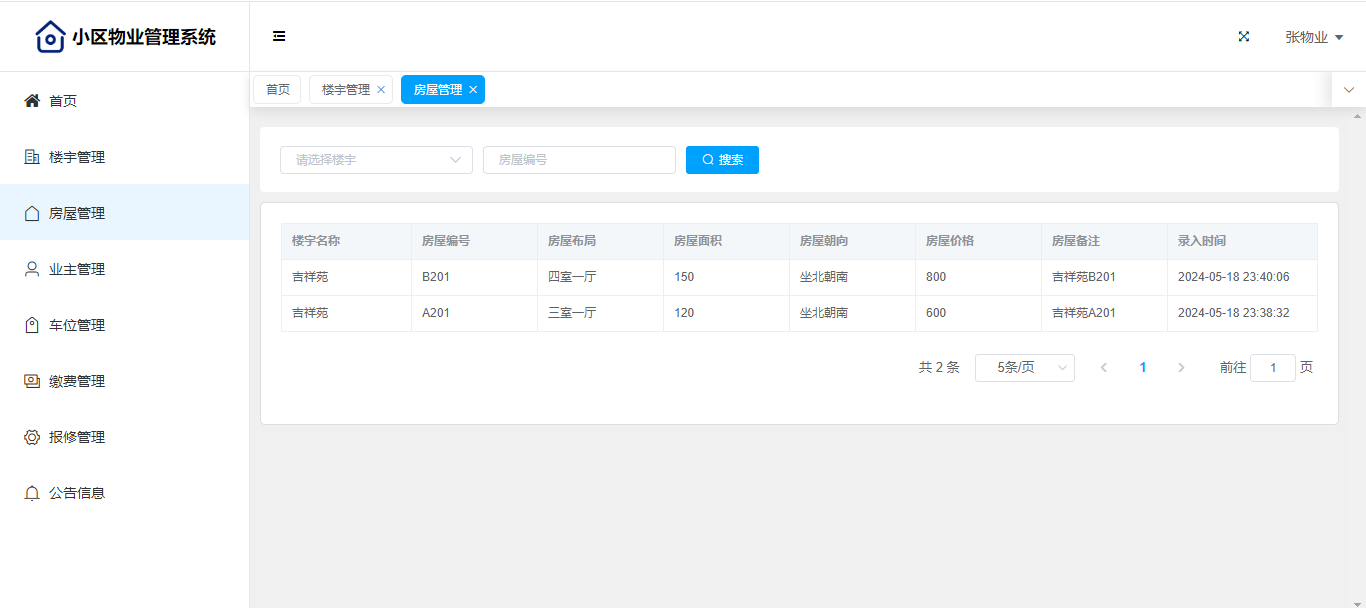 小区物业管理系统
张物业
首页
楼宇管理
房屋管理
业主管理
车位管理
缴费管理
报修管理
公告信息
首页 楼宇管理 房屋管理
请选择楼宇 房屋编号 搜索
楼宇名称 房屋编号 房屋布局 房屋面积 房屋朝向 房屋价格 房屋备注 录入时间
吉祥苑 B201 四室一厅 150 坐北朝南 800 吉祥苑B201 2024-05-18 23:40:06
吉祥苑 A201 三室一厅 120 坐北朝南 600 吉祥苑A201 2024-05-18 23:38:32
共 2 条 5条/页 1 前往 1 页